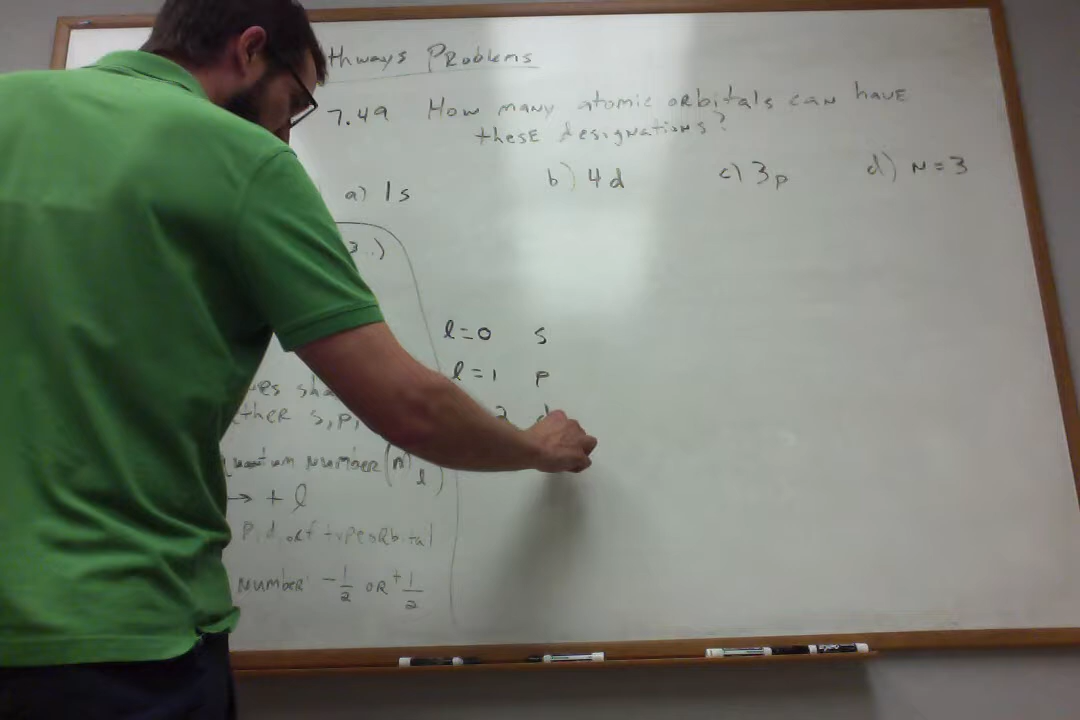 thways Problems
7.49 How many atomic orbitals can have
these designations?
a) 1s b) 4d c) 3p d) n=3
3..)
l=0 s
l=1 p
2 d
es sha
ther s, p,
uantum number (m l)
→ + l
p, d, or f type orbital
number: -1/2 or +1/2